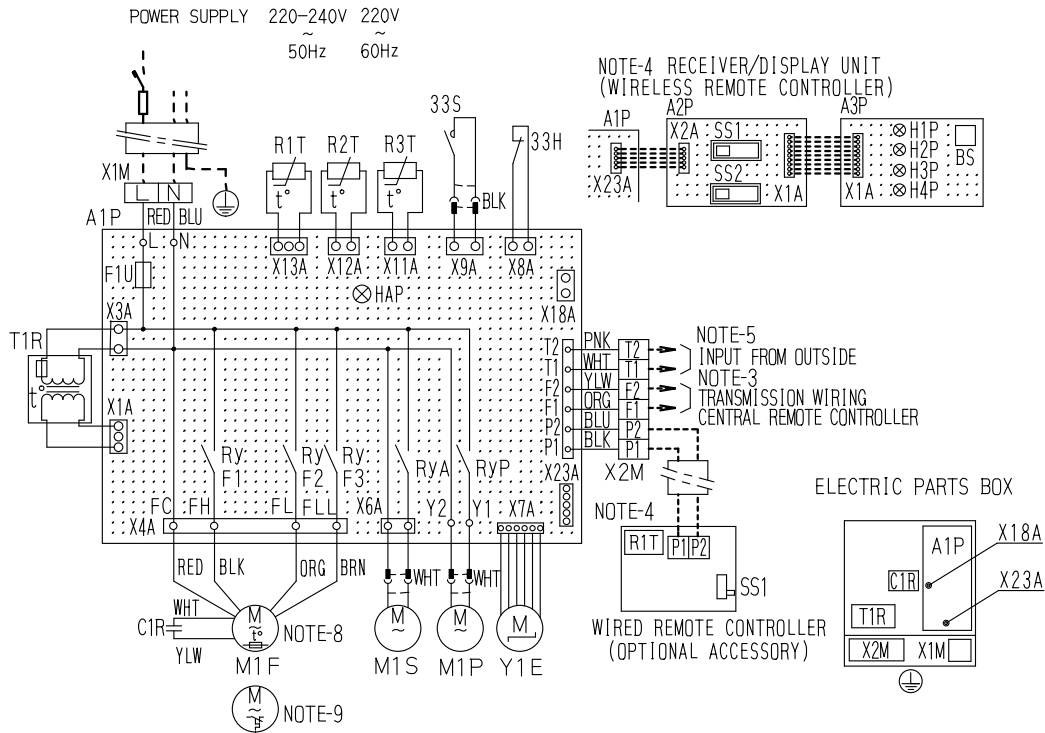 POWER SUPPLY 220-240V 220V
~ ~
50Hz 60Hz
NOTE-4 RECEIVER/DISPLAY UNIT
(WIRELESS REMOTE CONTROLLER)
A1P A2P A3P
X2A SS1 H1P
H2P
H3P
H4P
BS
SS2
X23A X1A X1A
33S
33H
R1T R2T R3T
t° t° t°
BLK
X1M
L N
A1P RED BLU
L N
X13A X12A X11A X9A X8A
F1U
HAP
X18A
X3A
T1R
t°
X1A
T2 PNK T2
T1 WHT T1
F2 YLW F2
F1 ORG F1
P2 BLU P2
P1 BLK P1
NOTE-5
INPUT FROM OUTSIDE
NOTE-3
TRANSMISSION WIRING
CENTRAL REMOTE CONTROLLER
X2M
Ry F1 Ry F2 Ry F3 RyA RyP
X23A
FC FH FL FLL X6A Y2 Y1 X7A
X4A
RED BLK ORG BRN WHT WHT
NOTE-4
R1T P1 P2
SS1
WIRED REMOTE CONTROLLER
(OPTIONAL ACCESSORY)
WHT
C1R
YLW
M
~
t°
NOTE-8
M1F
M
~
NOTE-9
M
~
M1S
M
~
M1P
M
Y1E
ELECTRIC PARTS BOX
A1P
X18A
C1R
X23A
T1R
X2M X1M